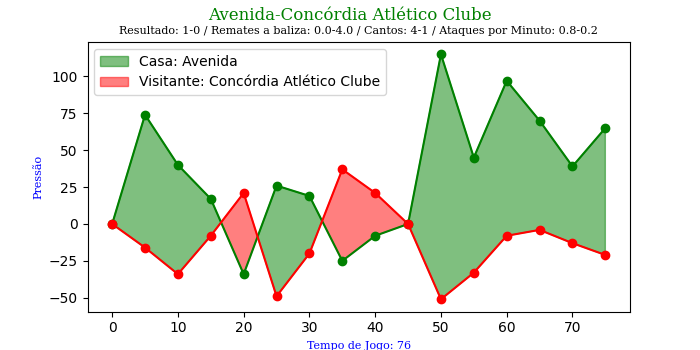 Avenida-Concórdia Atlético Clube
Resultado: 1-0 / Remates a baliza: 0.0-4.0 / Cantos: 4-1 / Ataques por Minuto: 0.8-0.2
Casa: Avenida
Visitante: Concórdia Atlético Clube
Pressão
100
75
50
25
0
−25
−50
0 10 20 30 40 50 60 70
Tempo de Jogo: 76